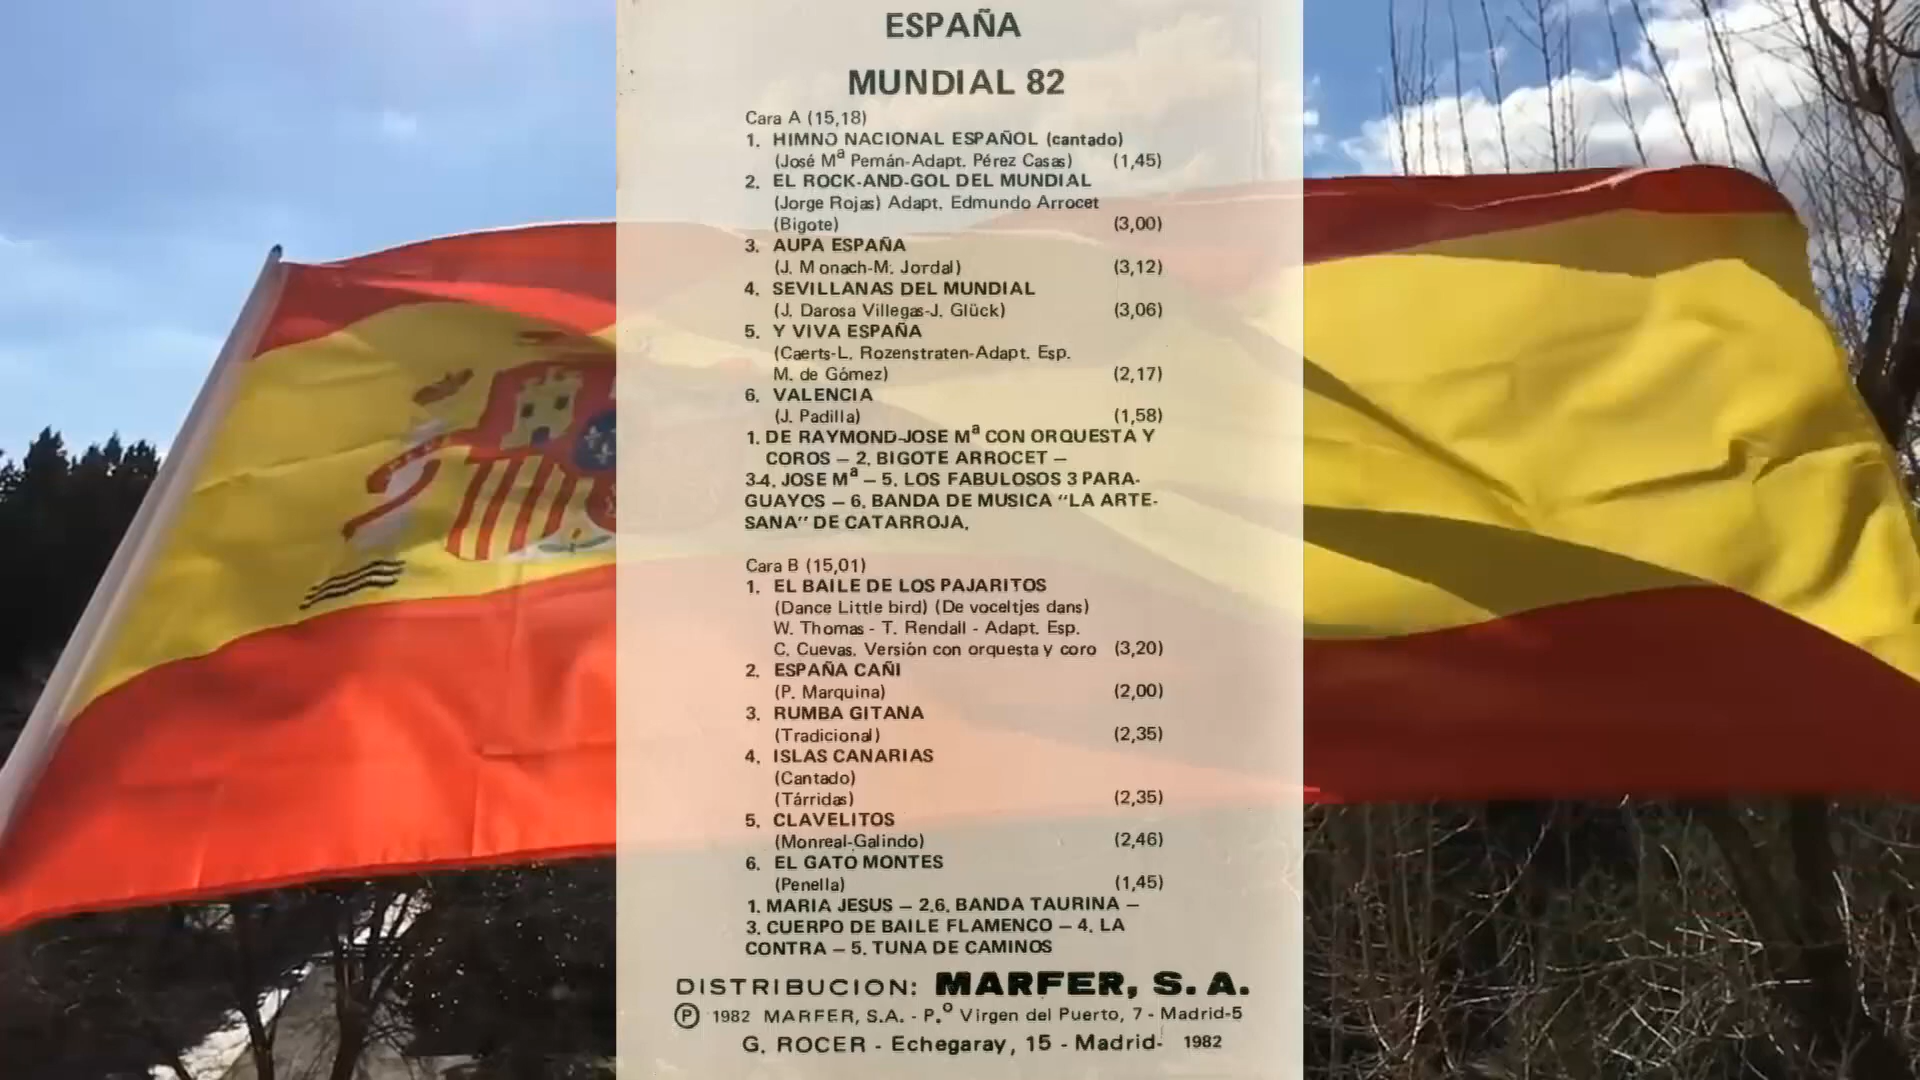 ESPAÑA
MUNDIAL 82
Cara A (15,18)
1. HIMNO NACIONAL ESPAÑOL (cantado)
(José Mª Pemán-Adapt. Pérez Casas) (1,45)
2. EL ROCK-AND-GOL DEL MUNDIAL
(Jorge Rojas) Adapt. Edmundo Arrocet
(Bigote) (3,00)
3. AUPA ESPAÑA
(J. Monach-M. Jordal) (3,12)
4. SEVILLANAS DEL MUNDIAL
(J. Darosa Villegas-J. Glück) (3,06)
5. Y VIVA ESPAÑA
(Caerts-L. Rozenstraten-Adapt. Esp.
M. de Gómez) (2,17)
6. VALENCIA
(J. Padilla) (1,58)
1. DE RAYMOND-JOSE Mª CON ORQUESTA Y
COROS – 2. BIGOTE ARROCET –
3-4. JOSE Mª – 5. LOS FABULOSOS 3 PARA-
GUAYOS – 6. BANDA DE MUSICA "LA ARTE-
SANA" DE CATARROJA.
Cara B (15,01)
1. EL BAILE DE LOS PAJARITOS
(Dance Little bird) (De voceltjes dans)
W. Thomas - T. Rendall - Adapt. Esp.
C. Cuevas. Versión con orquesta y coro (3,20)
2. ESPAÑA CAÑI
(P. Marquina) (2,00)
3. RUMBA GITANA
(Tradicional) (2,35)
4. ISLAS CANARIAS
(Cantado)
(Tárridas) (2,35)
5. CLAVELITOS
(Monreal-Galindo) (2,46)
6. EL GATO MONTES
(Penella) (1,45)
1. MARIA JESUS – 2.6. BANDA TAURINA –
3. CUERPO DE BAILE FLAMENCO – 4. LA
CONTRA – 5. TUNA DE CAMINOS
DISTRIBUCION: MARFER, S. A.
Ⓟ 1982 MARFER, S.A. - P.º Virgen del Puerto, 7 - Madrid-5
G. ROCER - Echegaray, 15 - Madrid- 1982